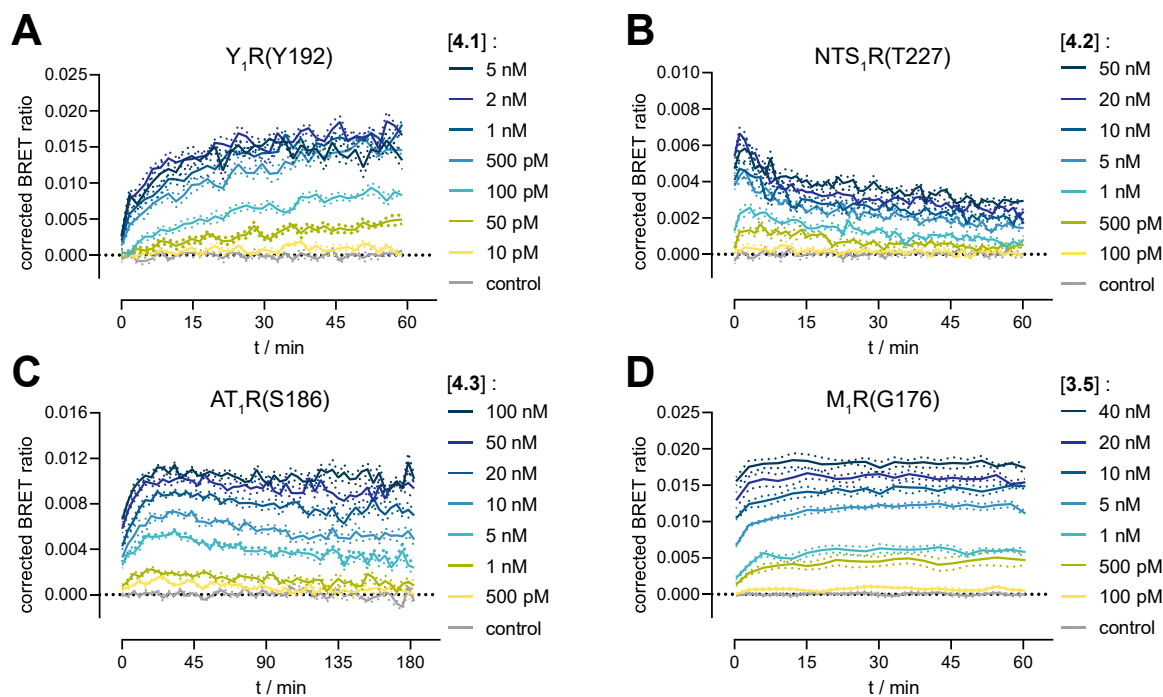 A
Y₁R(Y192)
[4.1] :
corrected BRET ratio
0.025
0.020
0.015
0.010
0.005
0.000
0 15 30 45 60
t / min
5 nM
2 nM
1 nM
500 pM
100 pM
50 pM
10 pM
control
B
NTS₁R(T227)
[4.2] :
corrected BRET ratio
0.010
0.008
0.006
0.004
0.002
0.000
0 15 30 45 60
t / min
50 nM
20 nM
10 nM
5 nM
1 nM
500 pM
100 pM
control
C
AT₁R(S186)
[4.3] :
corrected BRET ratio
0.016
0.012
0.008
0.004
0.000
0 45 90 135 180
t / min
100 nM
50 nM
20 nM
10 nM
5 nM
1 nM
500 pM
control
D
M₁R(G176)
[3.5] :
corrected BRET ratio
0.025
0.020
0.015
0.010
0.005
0.000
0 15 30 45 60
t / min
40 nM
20 nM
10 nM
5 nM
1 nM
500 pM
100 pM
control